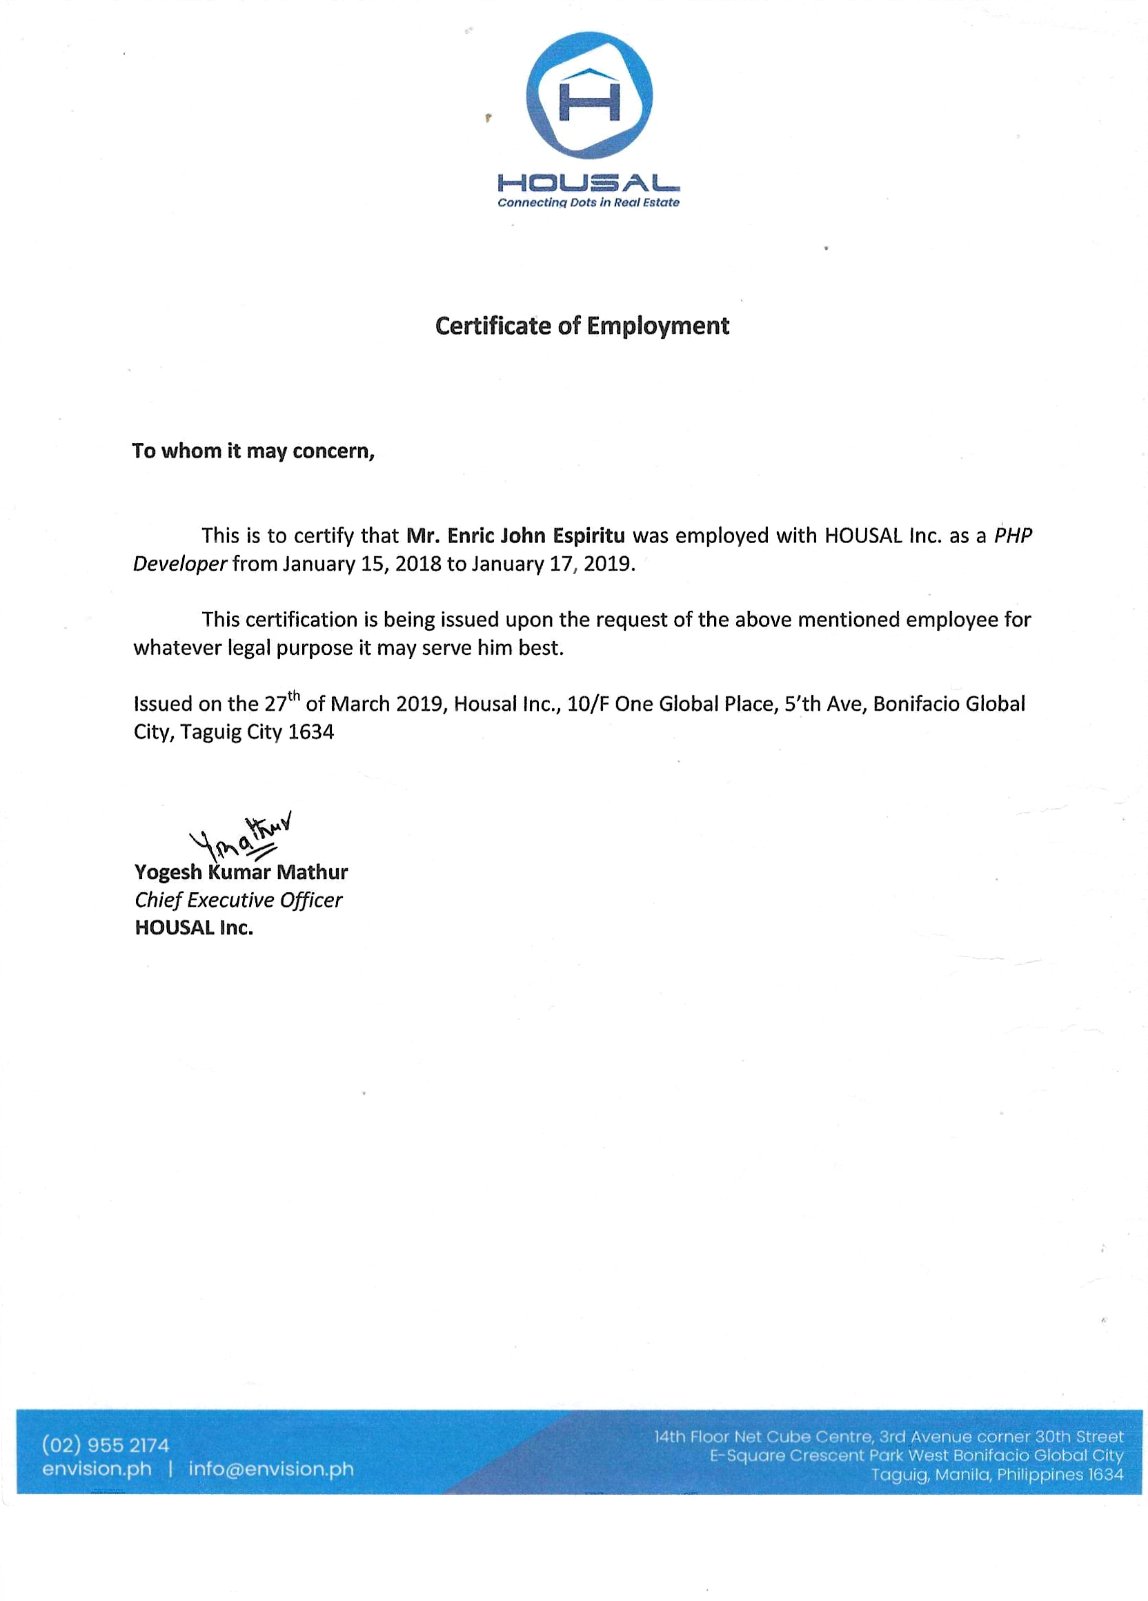 H
HOUSAL
Connecting Dots in Real Estate
Certificate of Employment
To whom it may concern,
This is to certify that Mr. Enric John Espiritu was employed with HOUSAL Inc. as a PHP
Developer from January 15, 2018 to January 17, 2019.
This certification is being issued upon the request of the above mentioned employee for
whatever legal purpose it may serve him best.
Issued on the 27th of March 2019, Housal Inc., 10/F One Global Place, 5'th Ave, Bonifacio Global
City, Taguig City 1634
Ymathur
Yogesh Kumar Mathur
Chief Executive Officer
HOUSAL Inc.
(02) 955 2174
envision.ph | info@envision.ph
14th Floor Net Cube Centre, 3rd Avenue corner 30th Street
E-Square Crescent Park West Bonifacio Global City
Taguig, Manila, Philippines 1634